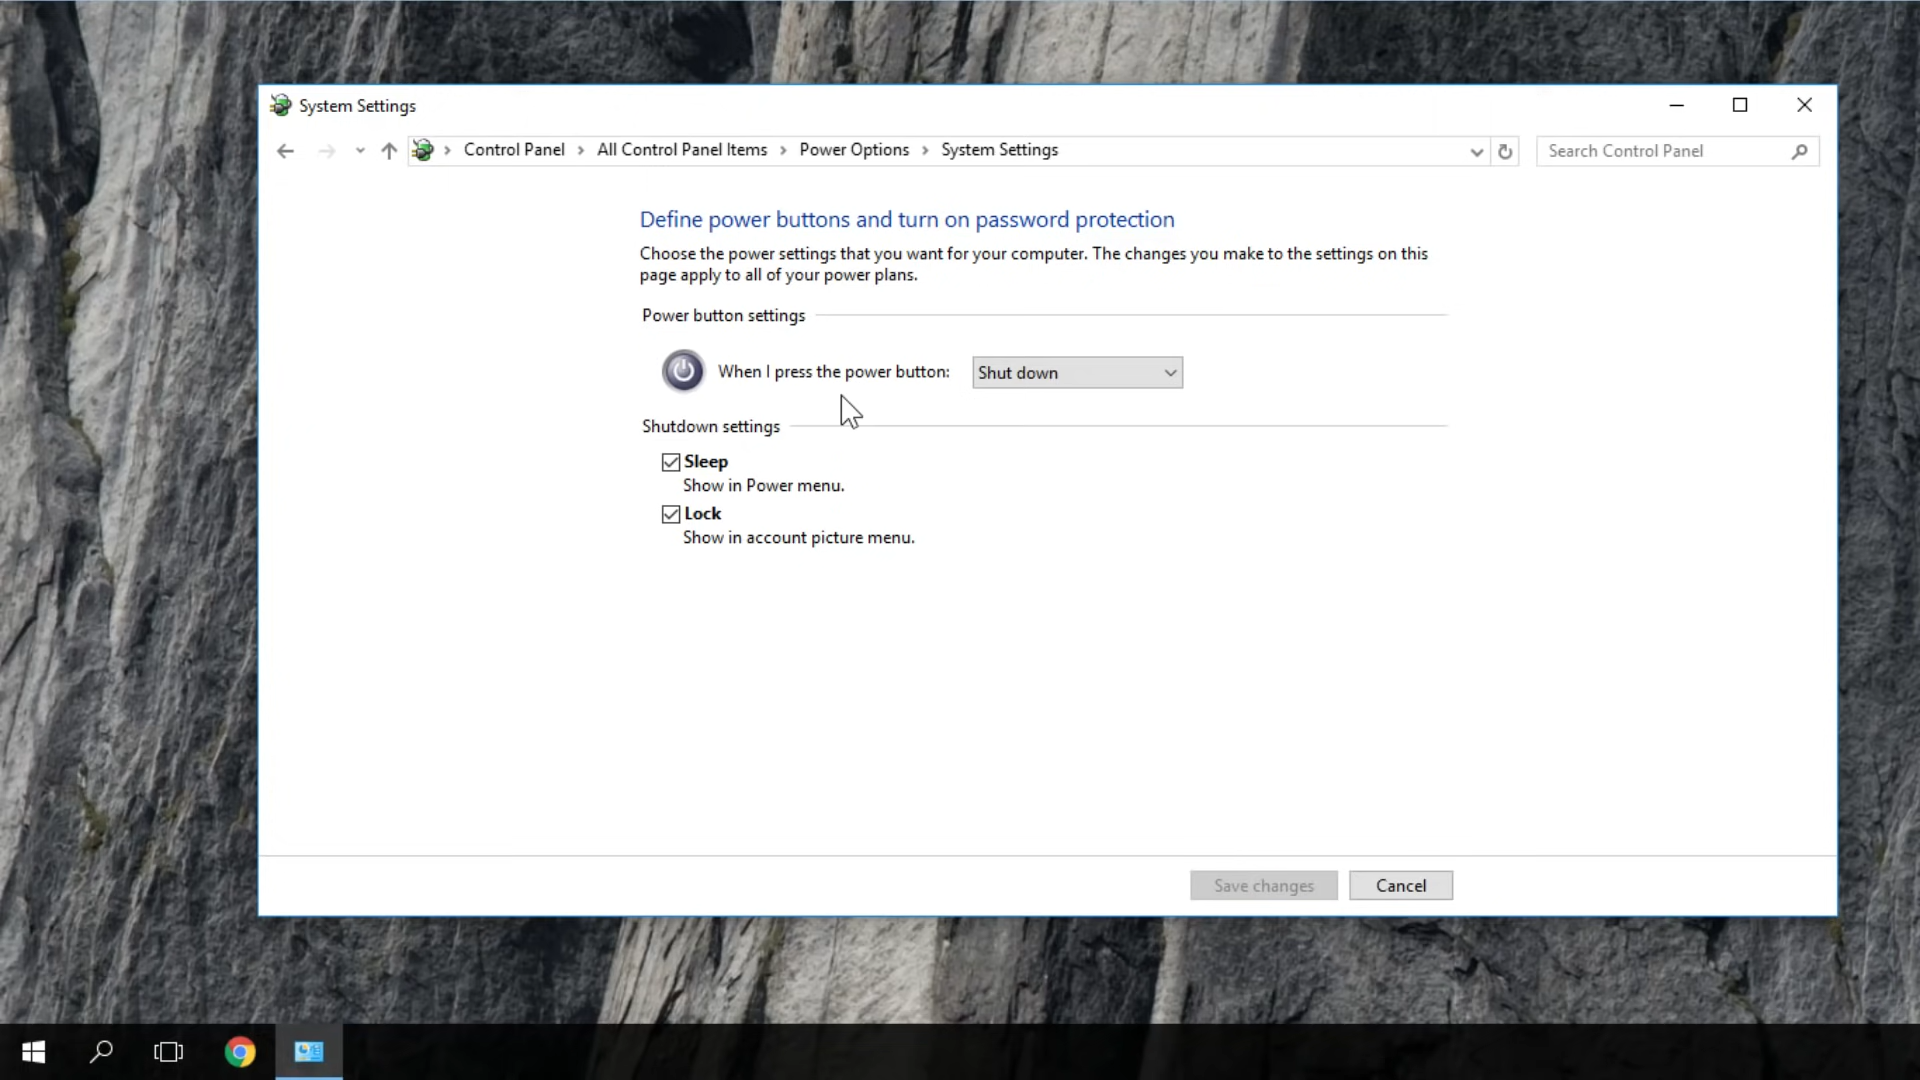 System Settings
Control Panel > All Control Panel Items > Power Options > System Settings
Search Control Panel
Define power buttons and turn on password protection
Choose the power settings that you want for your computer. The changes you make to the settings on this
page apply to all of your power plans.
Power button settings
When I press the power button: Shut down
Shutdown settings
Sleep
Show in Power menu.
Lock
Show in account picture menu.
Save changes Cancel